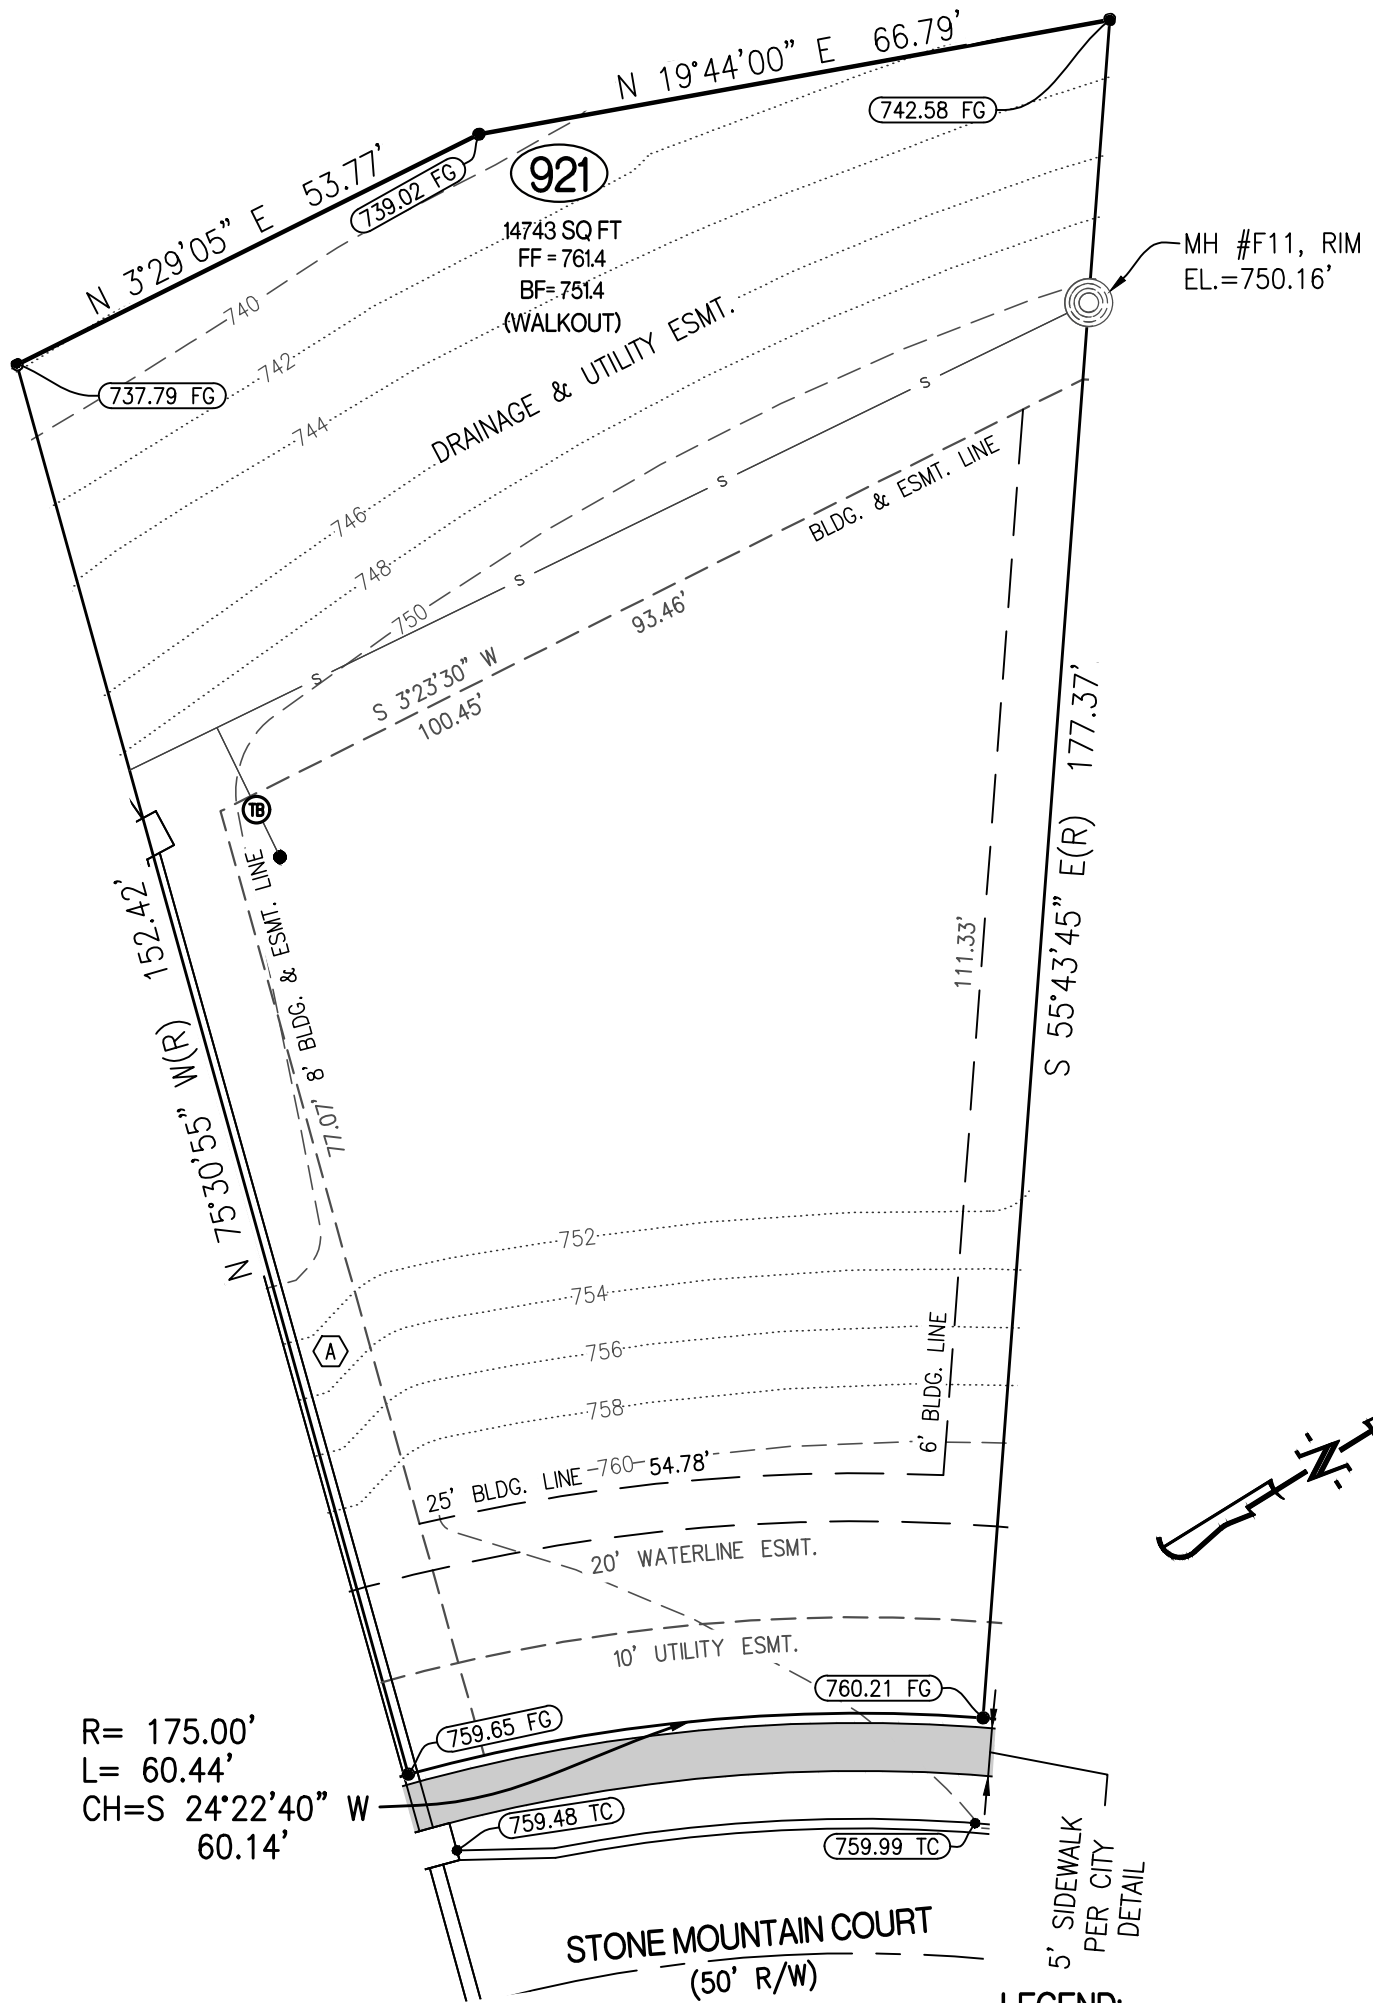 N 19°44'00" E 66.79'
742.58 FG
N 3°29'05" E 53.77'
739.02 FG
921
14743 SQ FT
FF = 761.4
BF= 751.4
(WALKOUT)
MH #F11, RIM
EL.=750.16'
737.79 FG
740
742
744
746
748
750
DRAINAGE & UTILITY ESMT.
S
S
S
S
BLDG. & ESMT. LINE
93.46'
S 3°23'30" W
100.45'
TB
8' BLDG. & ESMT. LINE
77.07'
N 75°30'55" W(R) 152.42'
111.33'
S 55°43'45" E(R) 177.37'
752
754
756
758
760
A
6' BLDG. LINE
25' BLDG. LINE
54.78'
20' WATERLINE ESMT.
10' UTILITY ESMT.
760.21 FG
759.65 FG
R= 175.00'
L= 60.44'
CH=S 24°22'40" W
60.14'
759.48 TC
759.99 TC
5' SIDEWALK
PER CITY
DETAIL
STONE MOUNTAIN COURT
(50' R/W)
N
LEGEND: